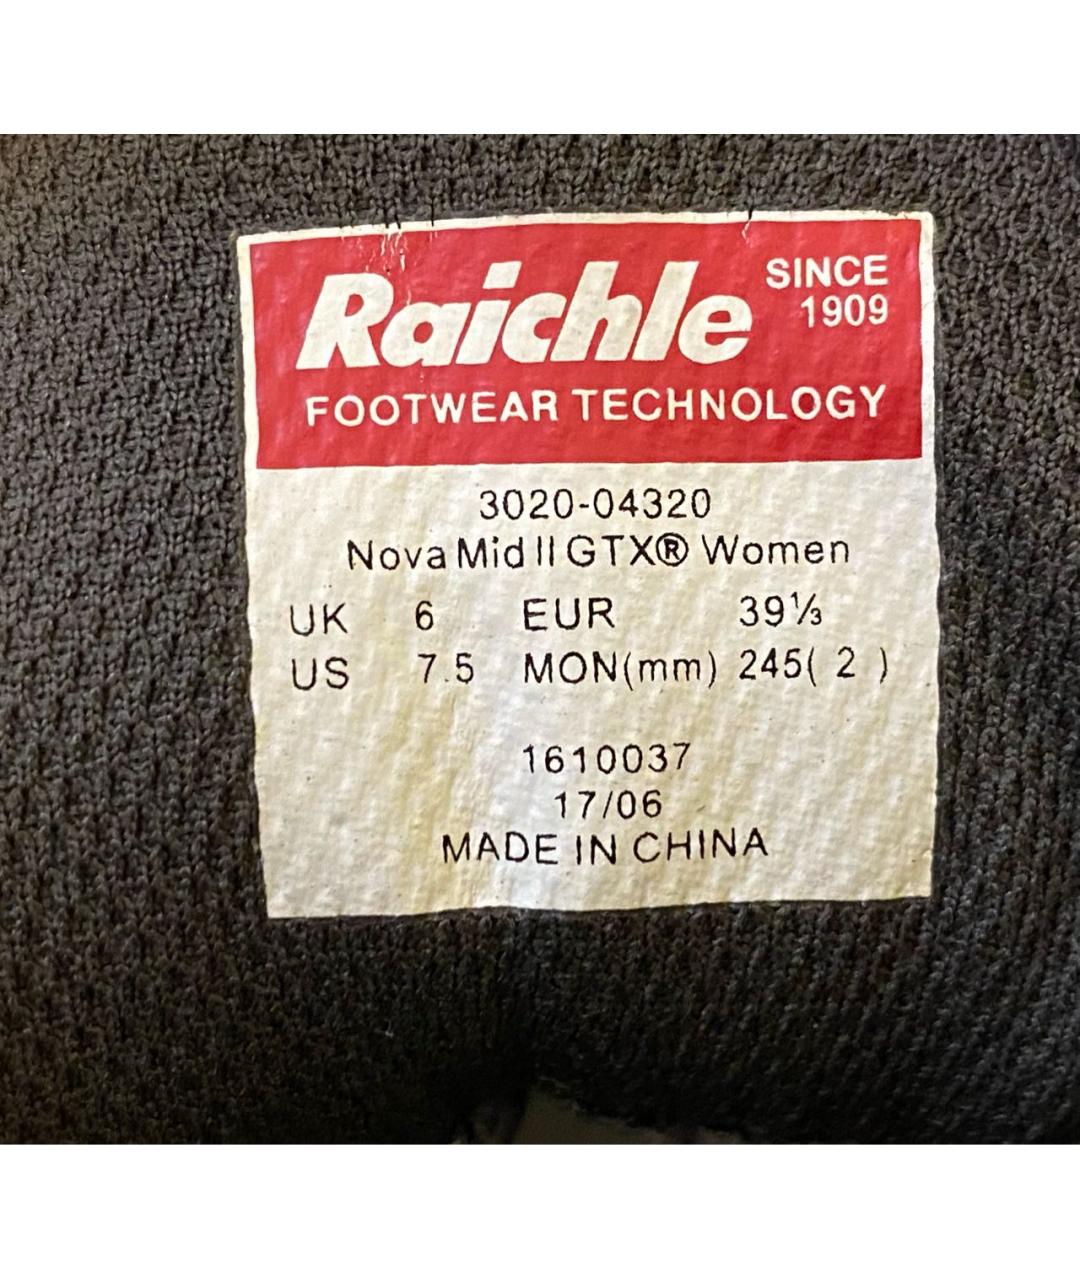 Raichle SINCE
1909
FOOTWEAR TECHNOLOGY
3020-04320
Nova Mid II GTX® Women
UK 6 EUR 39⅓
US 7.5 MON(mm) 245( 2 )
1610037
17/06
MADE IN CHINA